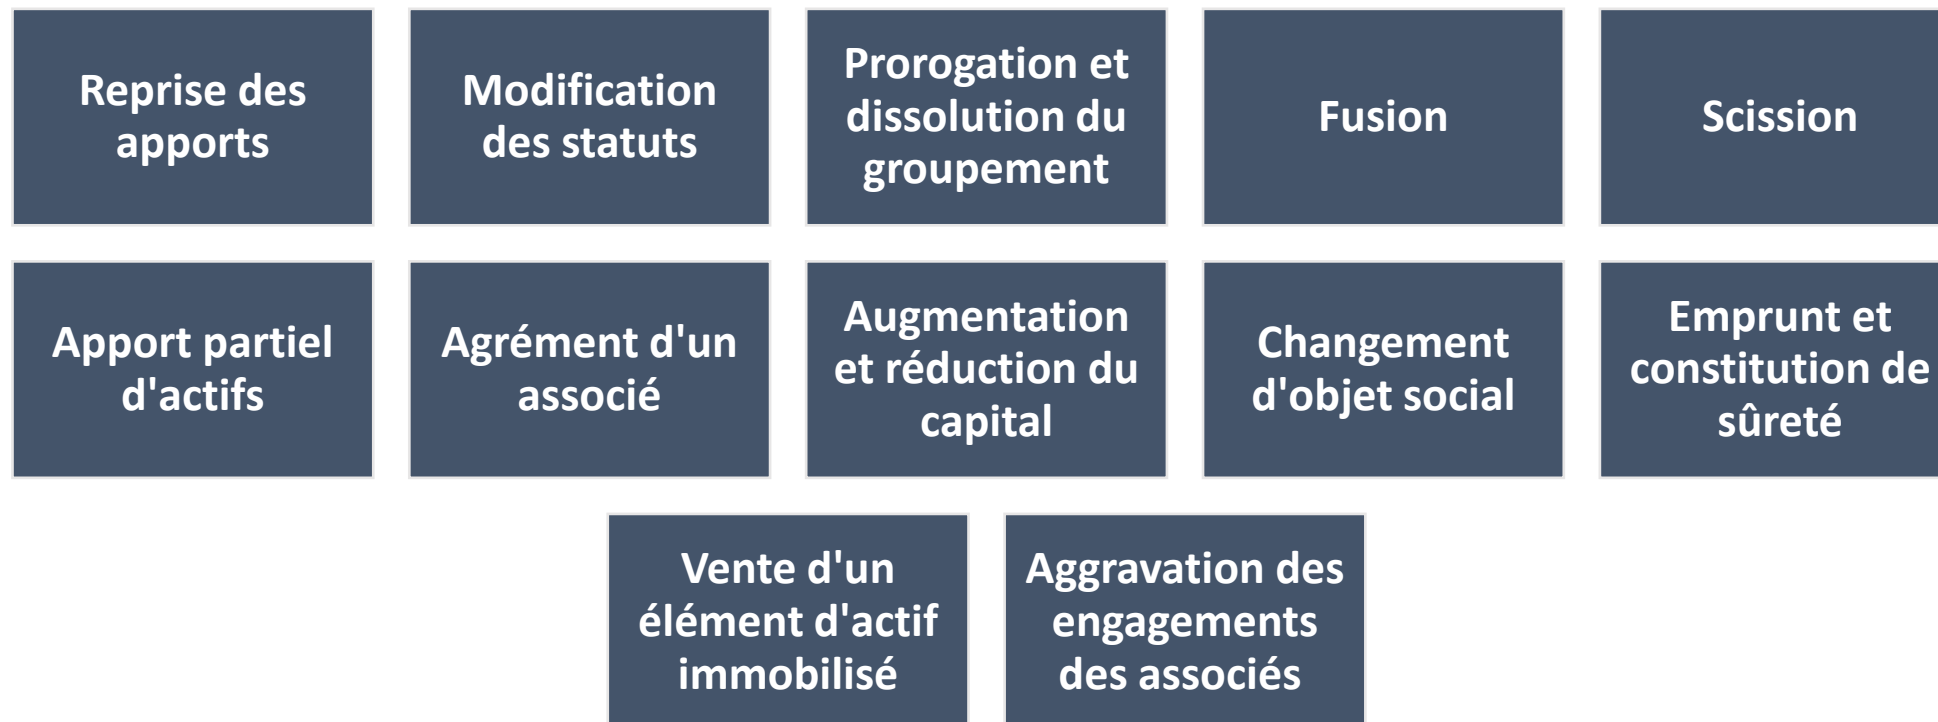 Reprise des
apports
Modification
des statuts
Prorogation et
dissolution du
groupement
Fusion
Scission
Apport partiel
d'actifs
Agrément d'un
associé
Augmentation
et réduction du
capital
Changement
d'objet social
Emprunt et
constitution de
sûreté
Vente d'un
élément d'actif
immobilisé
Aggravation des
engagements
des associés